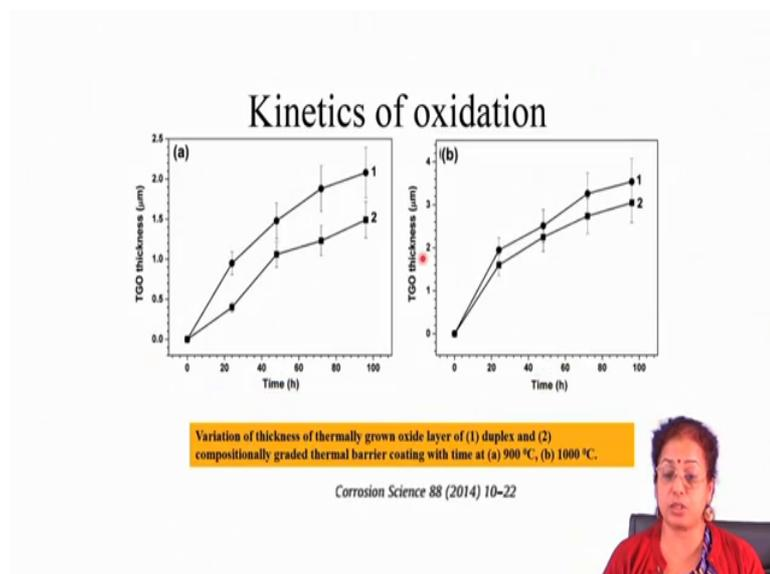 Kinetics of oxidation
(a)
2.5
2.0
1.5
1.0
0.5
0.0
TGO thickness (µm)
1
2
0 20 40 60 80 100
Time (h)
(b)
4
3
2
1
0
TGO thickness (µm)
1
2
0 20 40 60 80 100
Time (h)
Variation of thickness of thermally grown oxide layer of (1) duplex and (2)
compositionally graded thermal barrier coating with time at (a) 900 ⁰C, (b) 1000 ⁰C.
Corrosion Science 88 (2014) 10–22